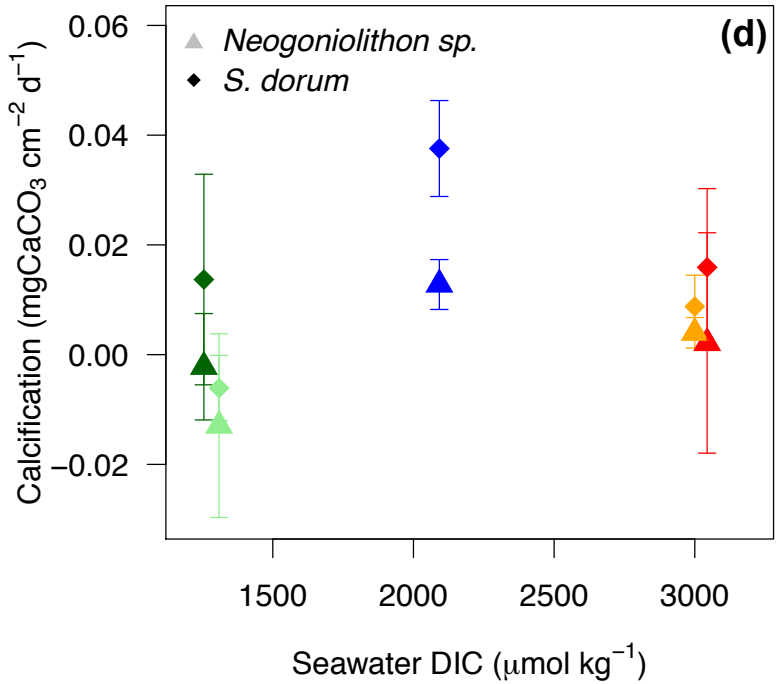 (d)
Neogoniolithon sp.
S. dorum
Calcification (mgCaCO₃ cm⁻² d⁻¹)
0.06
0.04
0.02
0.00
−0.02
1500 2000 2500 3000
Seawater DIC (μmol kg⁻¹)